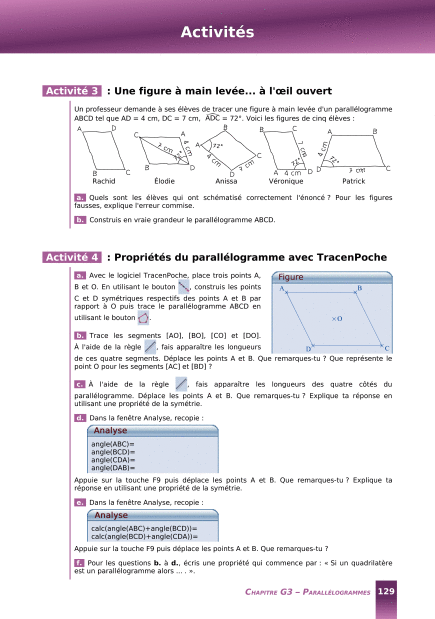 Activités
Activité 3 : Une figure à main levée... à l'œil ouvert
Un professeur demande à ses élèves de tracer une figure à main levée d'un parallélogramme
ABCD tel que AD = 4 cm, DC = 7 cm, ADC = 72°. Voici les figures de cinq élèves :
A D B C
C A B D 7 cm 4 cm 72°
A B C D 72° 4 cm 7 cm
B C A D 7 cm 72° 4 cm
A B D C 4 cm 72° 7 cm
Rachid Élodie Anissa Véronique Patrick
a. Quels sont les élèves qui ont schématisé correctement l'énoncé ? Pour les figures
fausses, explique l'erreur commise.
b. Construis en vraie grandeur le parallélogramme ABCD.
Activité 4 : Propriétés du parallélogramme avec TracenPoche
a. Avec le logiciel TracenPoche, place trois points A,
B et O. En utilisant le bouton , construis les points
C et D symétriques respectifs des points A et B par
rapport à O puis trace le parallélogramme ABCD en
utilisant le bouton .
Figure
A B
O
D C
b. Trace les segments [AO], [BO], [CO] et [DO].
À l'aide de la règle , fais apparaître les longueurs
de ces quatre segments. Déplace les points A et B. Que remarques-tu ? Que représente le
point O pour les segments [AC] et [BD] ?
c. À l'aide de la règle , fais apparaître les longueurs des quatre côtés du
parallélogramme. Déplace les points A et B. Que remarques-tu ? Explique ta réponse en
utilisant une propriété de la symétrie.
d. Dans la fenêtre Analyse, recopie :
Analyse
angle(ABC)=
angle(BCD)=
angle(CDA)=
angle(DAB)=
Appuie sur la touche F9 puis déplace les points A et B. Que remarques-tu ? Explique ta
réponse en utilisant une propriété de la symétrie.
e. Dans la fenêtre Analyse, recopie :
Analyse
calc(angle(ABC)+angle(BCD))=
calc(angle(BCD)+angle(CDA))=
Appuie sur la touche F9 puis déplace les points A et B. Que remarques-tu ?
f. Pour les questions b. à d., écris une propriété qui commence par : « Si un quadrilatère
est un parallélogramme alors ... . ».
Chapitre G3 – Parallélogrammes 129